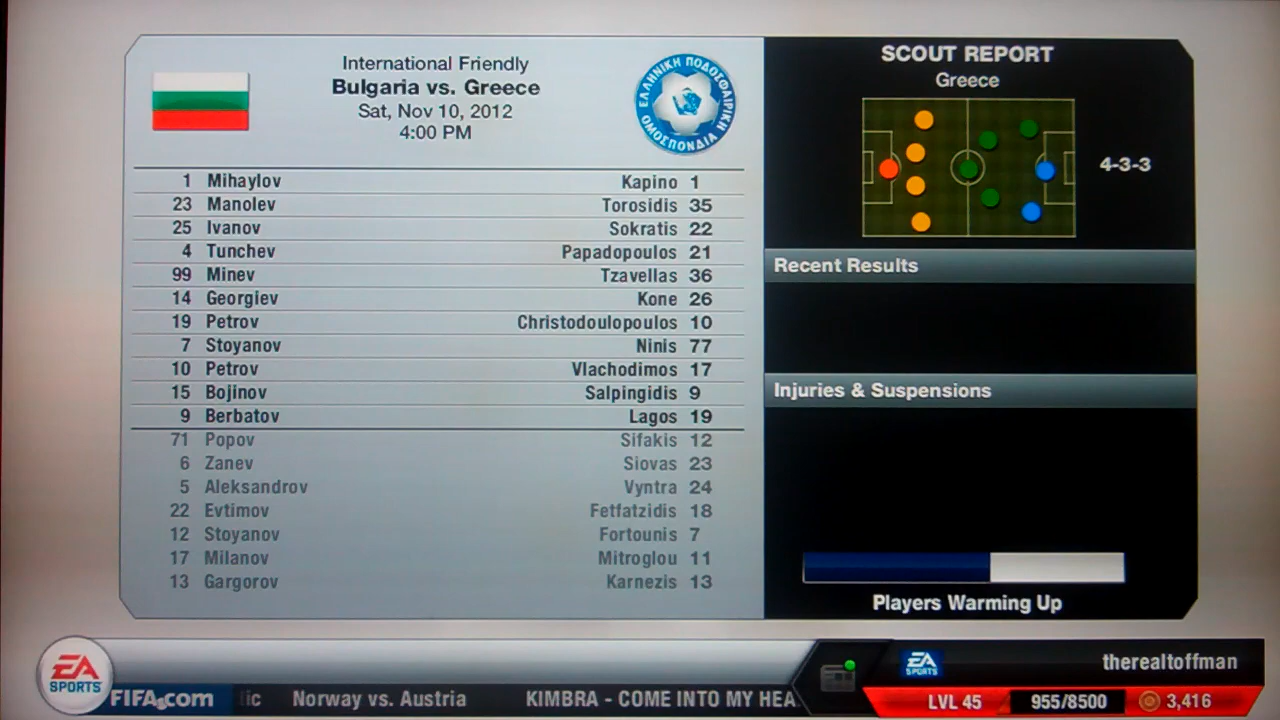 International Friendly
Bulgaria vs. Greece
Sat, Nov 10, 2012
4:00 PM
ΕΛΛΗΝΙΚΗ ΠΟΔΟΣΦΑΙΡΙΚΗ ΟΜΟΣΠΟΝΔΙΑ
1 Mihaylov Kapino 1
23 Manolev Torosidis 35
25 Ivanov Sokratis 22
4 Tunchev Papadopoulos 21
99 Minev Tzavellas 36
14 Georgiev Kone 26
19 Petrov Christodoulopoulos 10
7 Stoyanov Ninis 77
10 Petrov Vlachodimos 17
15 Bojinov Salpingidis 9
9 Berbatov Lagos 19
71 Popov Sifakis 12
6 Zanev Siovas 23
5 Aleksandrov Vyntra 24
22 Evtimov Fetfatzidis 18
12 Stoyanov Fortounis 7
17 Milanov Mitroglou 11
13 Gargorov Karnezis 13
SCOUT REPORT
Greece
4-3-3
Recent Results
Injuries & Suspensions
Players Warming Up
EA SPORTS
FIFA.com lic Norway vs. Austria KIMBRA - COME INTO MY HEA
EA SPORTS
therealtoffman
LVL 45 955/8500 3,416